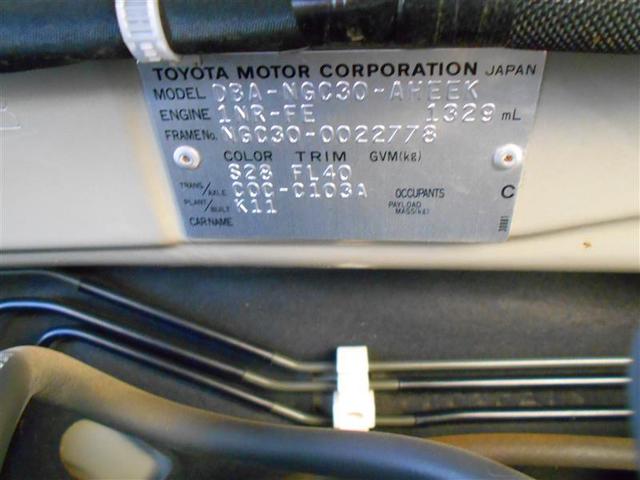 TOYOTA MOTOR CORPORATION JAPAN
MODEL DBA-NGC30-AHEEK
ENGINE 1NR-FE 1329 mL
FRAME No. NGC30-0022778
COLOR TRIM GVM(kg)
S28 FL40
TRANS./AXLE COC-C103A OCCUPANTS C
PLANT/BUILT K11 PAYLOAD MASS(kg)
CAR NAME